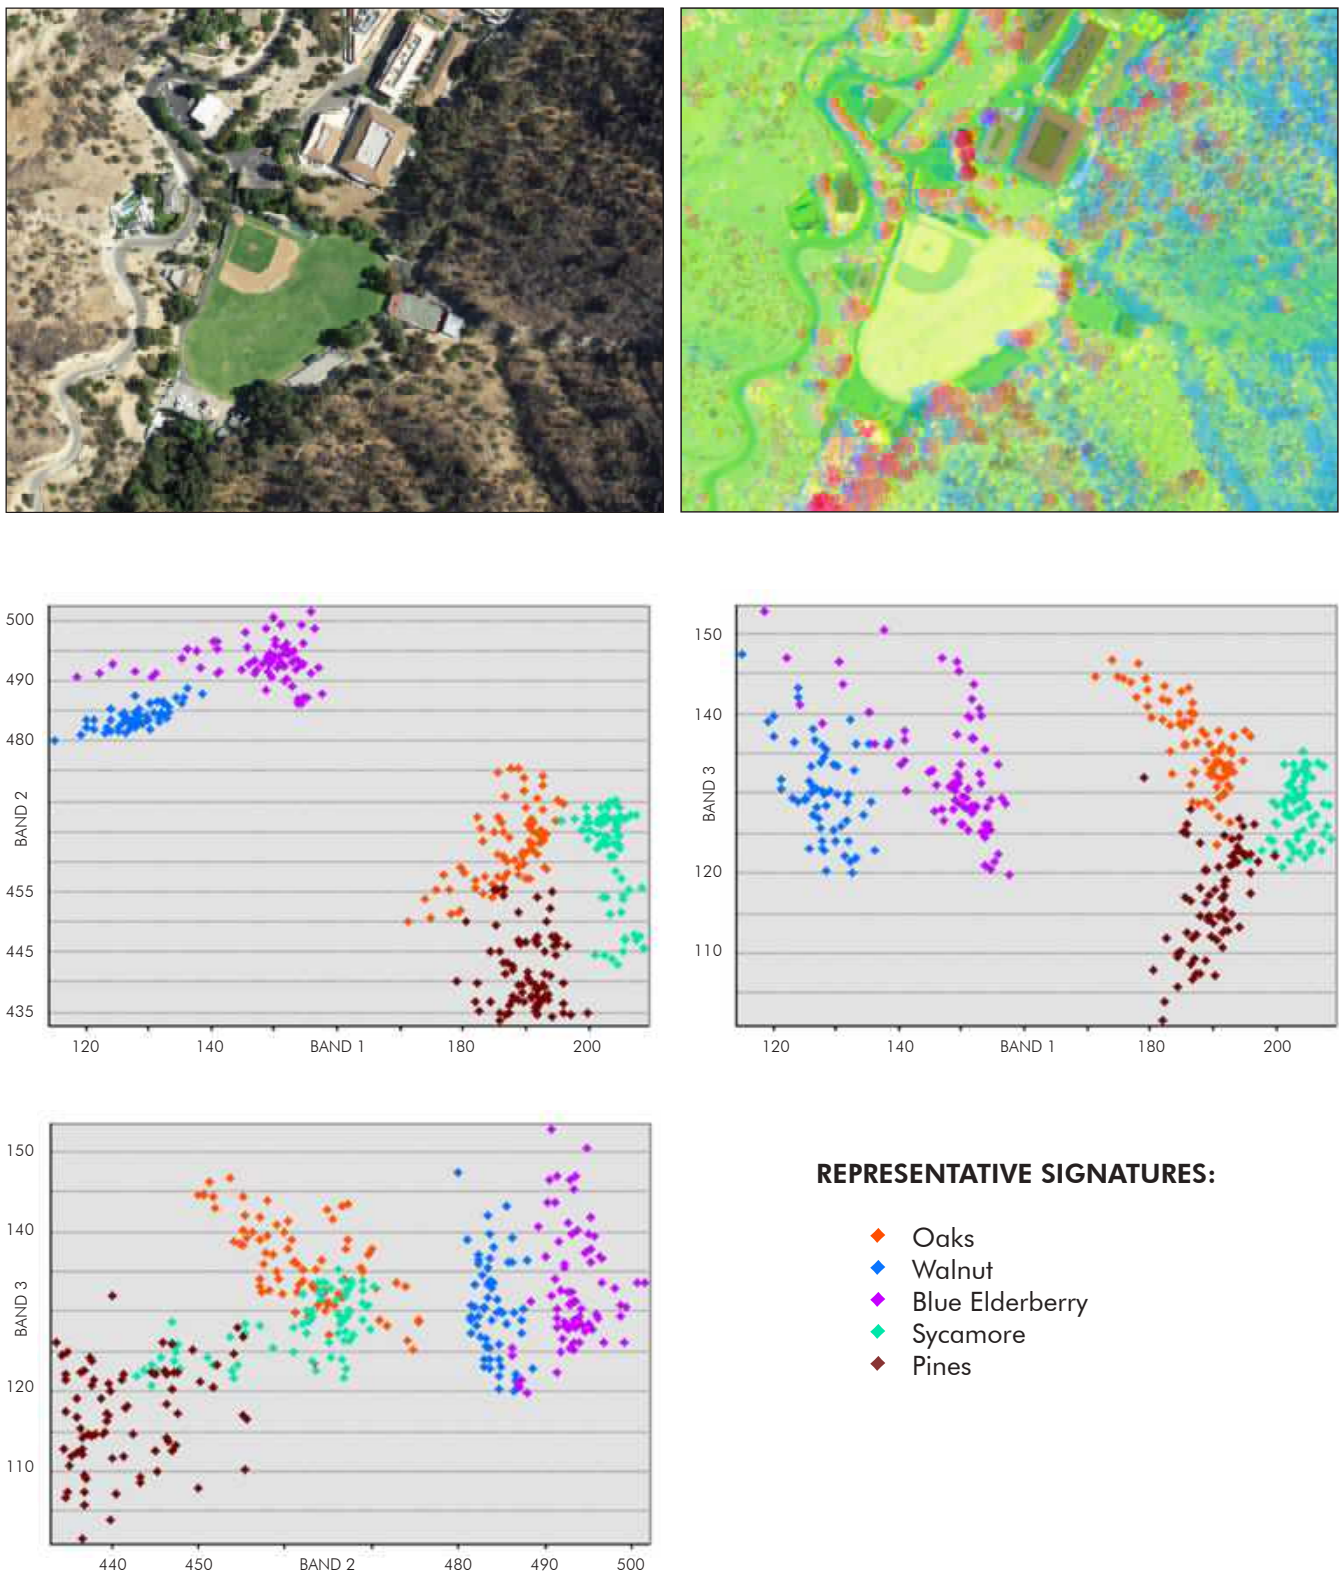 500
490
480
BAND 2
455
445
435
120 140 BAND 1 180 200
150
140
BAND 3
120
110
120 140 BAND 1 180 200
150
140
BAND 3
120
110
440 450 BAND 2 480 490 500
REPRESENTATIVE SIGNATURES:
Oaks
Walnut
Blue Elderberry
Sycamore
Pines